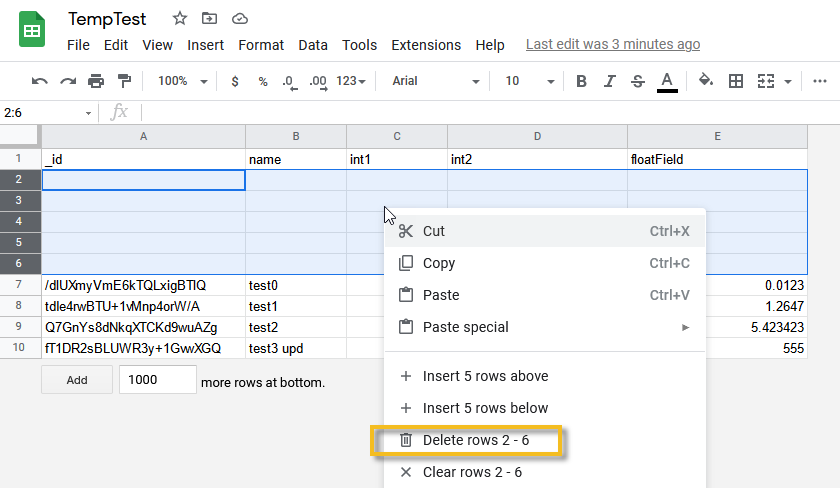 TempTest
File Edit View Insert Format Data Tools Extensions Help Last edit was 3 minutes ago
100% $ % .0 .00 123 Arial 10 B I S A
2:6 fx
A B C D E
1 _id name int1 int2 floatField
2
3
4
5
6
Cut Ctrl+X
Copy Ctrl+C
Paste Ctrl+V
Paste special
Insert 5 rows above
Insert 5 rows below
Delete rows 2 - 6
Clear rows 2 - 6
7 /dlUXmyVmE6kTQLxigBTlQ test0 0.0123
8 tdle4rwBTU+1vMnp4orW/A test1 1.2647
9 Q7GnYs8dNkqXTCKd9wuAZg test2 5.423423
10 fT1DR2sBLUWR3y+1GwxXGQ test3 upd 555
Add 1000 more rows at bottom.